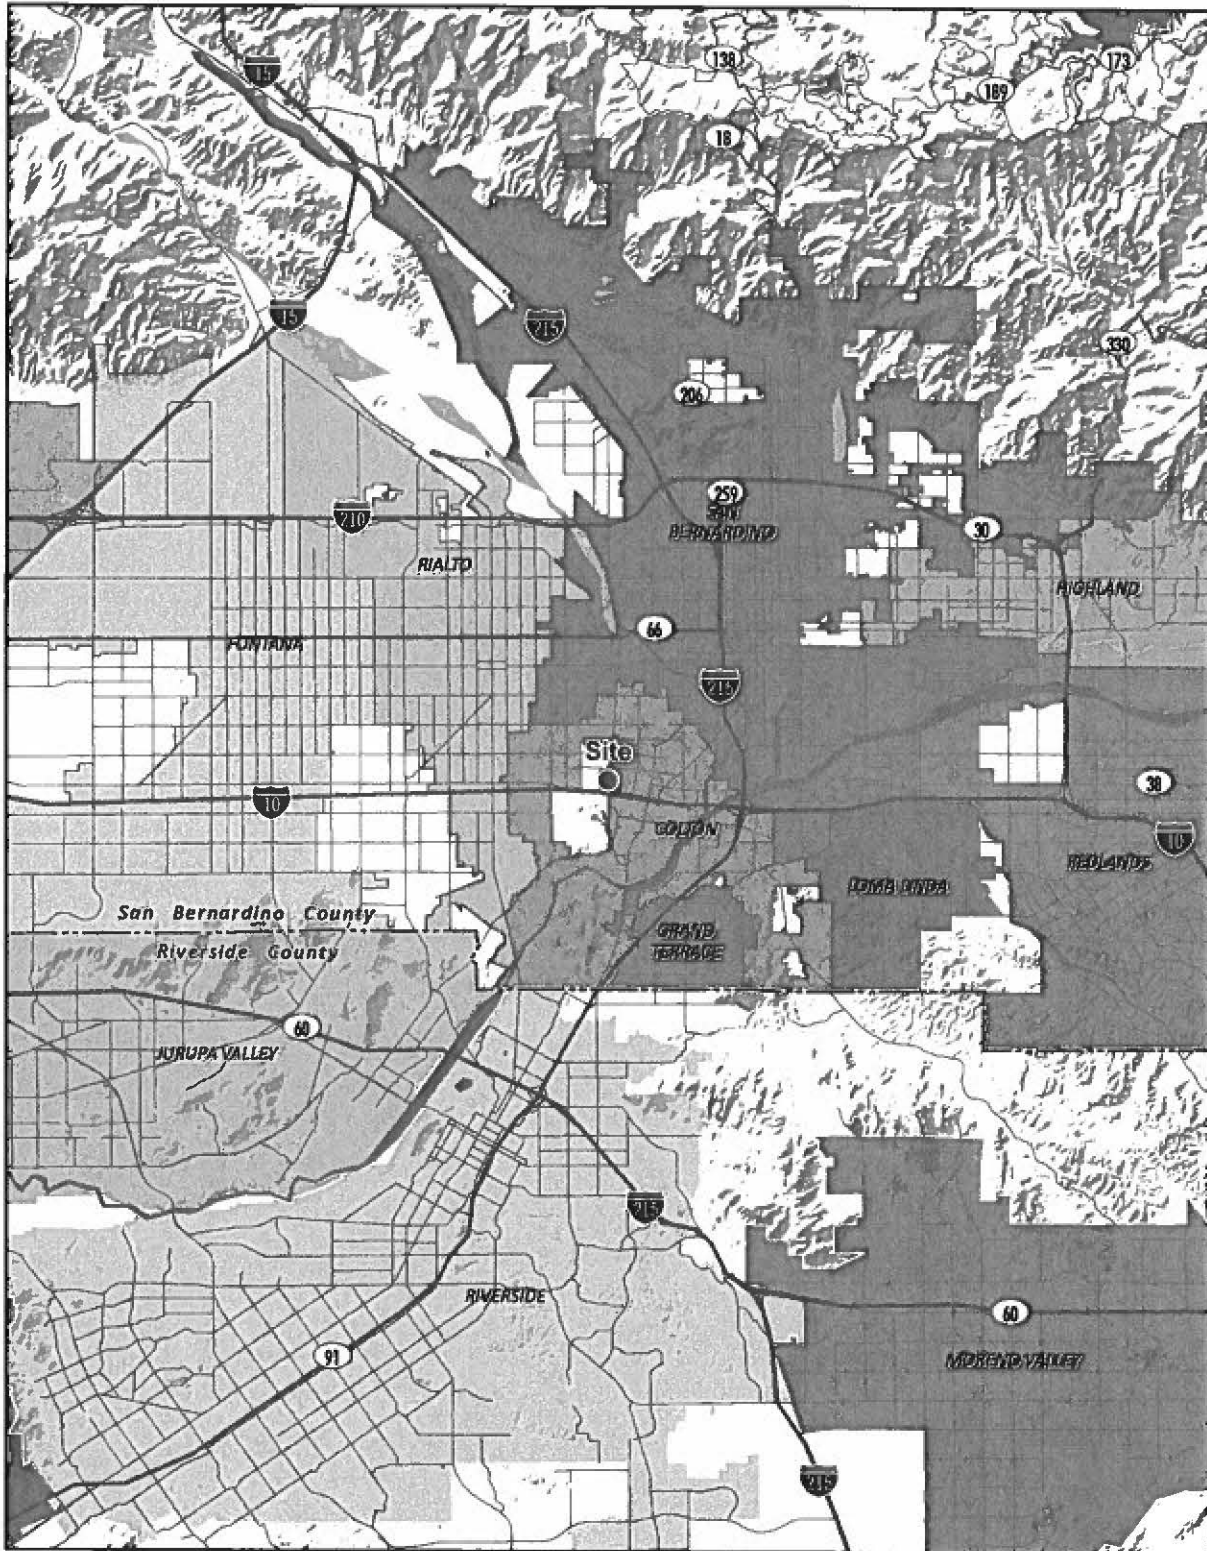 15
138
173
189
18
15
215
330
206
210
259
SAN
BERNARDINO
30
RIALTO
HIGHLAND
66
FONTANA
215
Site
10
38
COLTON
10
REDLANDS
LOMA LINDA
San Bernardino County
GRAND
TERRACE
Riverside County
60
JURUPA VALLEY
215
RIVERSIDE
60
91
MORENO VALLEY
215